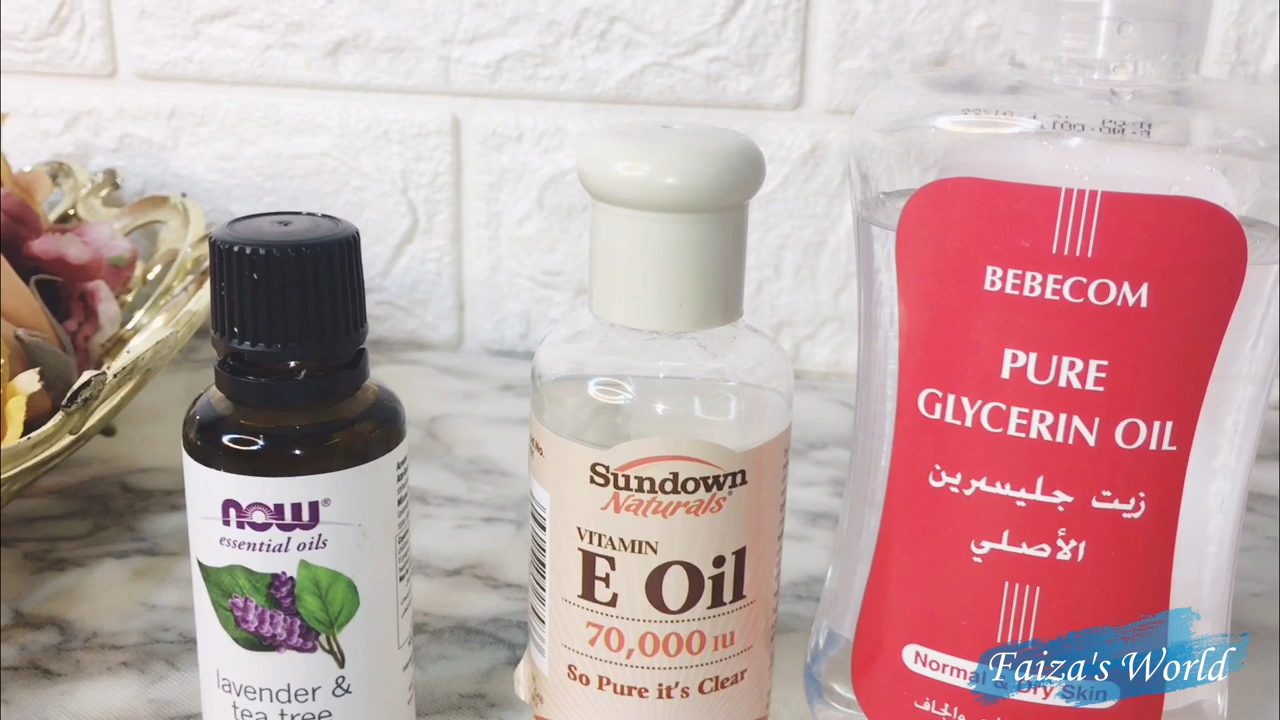 now®
essential oils
lavender &
tea tree
Sundown
Naturals®
VITAMIN
E Oil
70,000 IU
So Pure it's Clear
BEBECOM
PURE
GLYCERIN OIL
زيت جليسرين
الأصلي
Normal & Dry Skin
Faiza's World